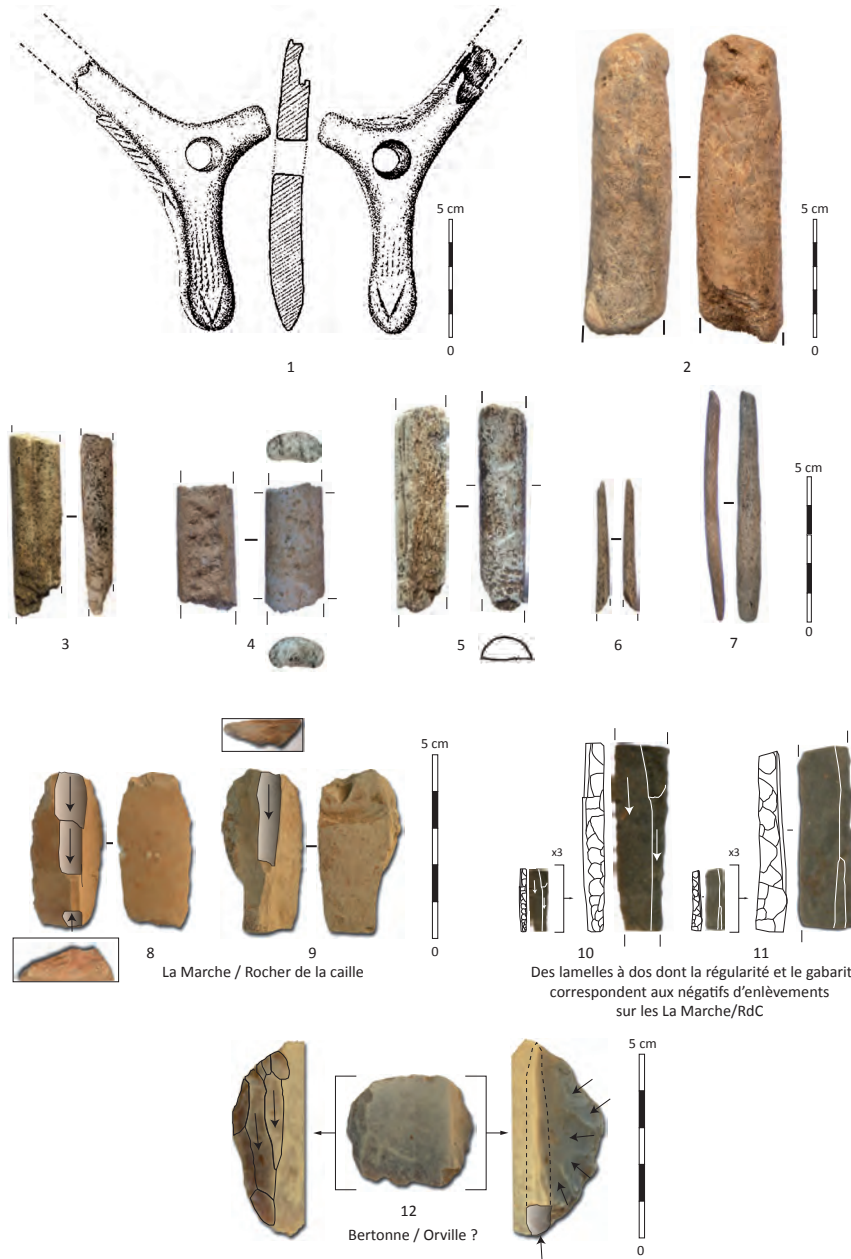 5 cm
0
1
5 cm
0
2
3
4
5
6
7
5 cm
0
8
9
La Marche / Rocher de la caille
5 cm
0
x3
10
x3
11
Des lamelles à dos dont la régularité et le gabarit
correspondent aux négatifs d'enlèvements
sur les La Marche/RdC
12
Bertonne / Orville ?
5 cm
0